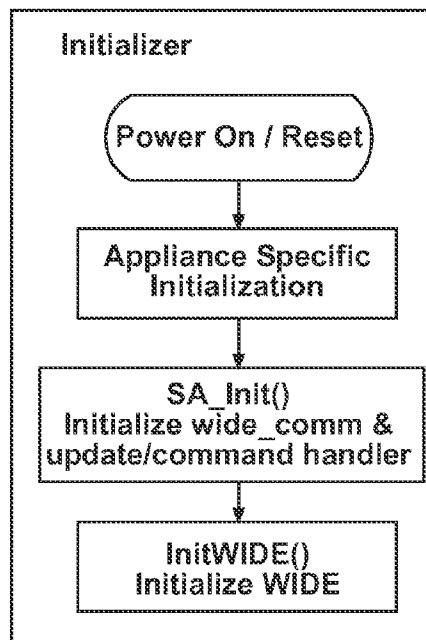 Initializer
Power On / Reset
Appliance Specific
Initialization
SA_Init()
Initialize wide_comm &
update/command handler
InitWIDE()
Initialize WIDE